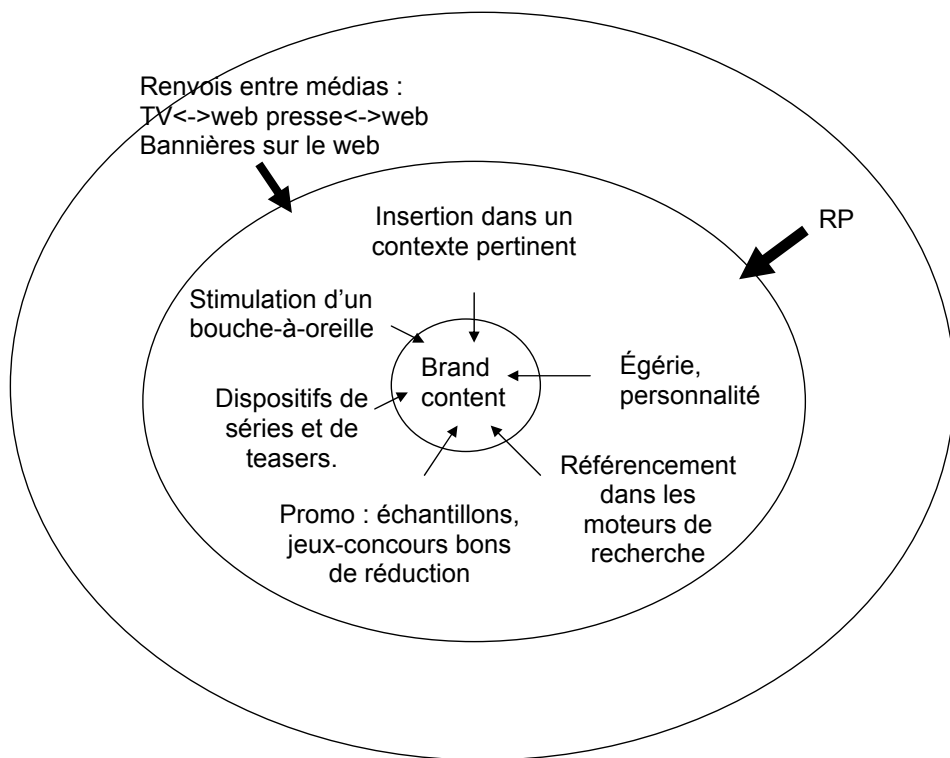 Renvois entre médias :
TV<->web presse<->web
Bannières sur le web
RP
Insertion dans un
contexte pertinent
Stimulation d’un
bouche-à-oreille
Brand
content
Égérie,
personnalité
Dispositifs de
séries et de
teasers.
Référencement
dans les
moteurs de
recherche
Promo : échantillons,
jeux-concours bons
de réduction